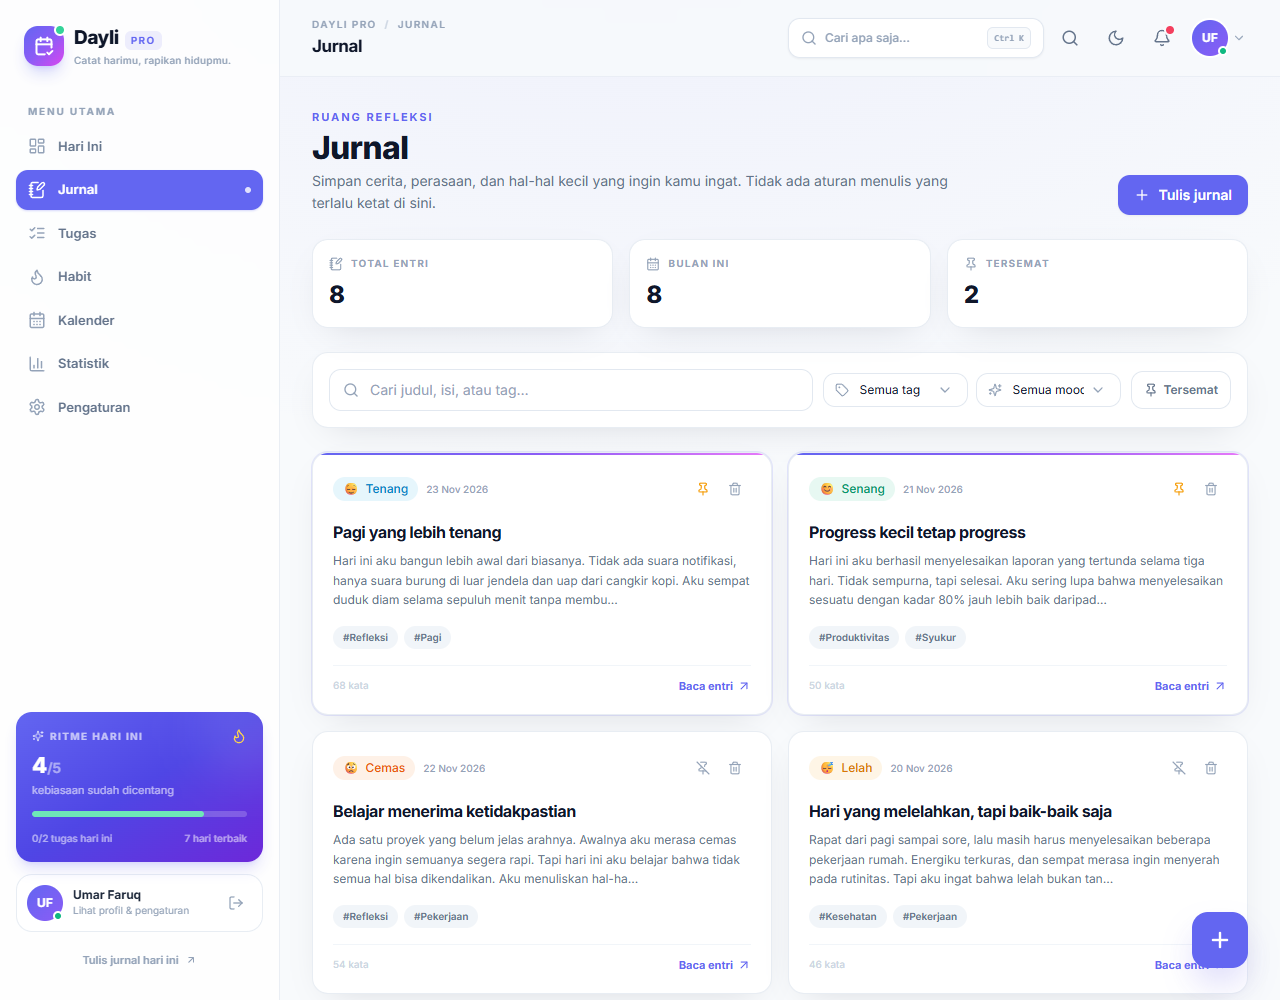 Dayli PRO
Catat harimu, rapikan hidupmu.
MENU UTAMA
Hari Ini
Jurnal
Tugas
Habit
Kalender
Statistik
Pengaturan
RITME HARI INI
4/5
kebiasaan sudah dicentang
0/2 tugas hari ini 7 hari terbaik
UF
Umar Faruq
Lihat profil & pengaturan
Tulis jurnal hari ini
DAYLI PRO / JURNAL
Jurnal
Cari apa saja...
Ctrl K
UF
RUANG REFLEKSI
Jurnal
Simpan cerita, perasaan, dan hal-hal kecil yang ingin kamu ingat. Tidak ada aturan menulis yang
terlalu ketat di sini.
Tulis jurnal
TOTAL ENTRI
8
BULAN INI
8
TERSEMAT
2
Cari judul, isi, atau tag...
Semua tag
Semua mood
Tersemat
Tenang 23 Nov 2026
Pagi yang lebih tenang
Hari ini aku bangun lebih awal dari biasanya. Tidak ada suara notifikasi,
hanya suara burung di luar jendela dan uap dari cangkir kopi. Aku sempat
duduk diam selama sepuluh menit tanpa membu...
#Refleksi #Pagi
68 kata Baca entri
Senang 21 Nov 2026
Progress kecil tetap progress
Hari ini aku berhasil menyelesaikan laporan yang tertunda selama tiga
hari. Tidak sempurna, tapi selesai. Aku sering lupa bahwa menyelesaikan
sesuatu dengan kadar 80% jauh lebih baik daripad...
#Produktivitas #Syukur
50 kata Baca entri
Cemas 22 Nov 2026
Belajar menerima ketidakpastian
Ada satu proyek yang belum jelas arahnya. Awalnya aku merasa cemas
karena ingin semuanya segera rapi. Tapi hari ini aku belajar bahwa tidak
semua hal bisa dikendalikan. Aku menuliskan hal-ha...
#Refleksi #Pekerjaan
54 kata Baca entri
Lelah 20 Nov 2026
Hari yang melelahkan, tapi baik-baik saja
Rapat dari pagi sampai sore, lalu masih harus menyelesaikan beberapa
pekerjaan rumah. Energiku terkuras, dan sempat merasa ingin menyerah
pada rutinitas. Tapi aku ingat bahwa lelah bukan tan...
#Kesehatan #Pekerjaan
46 kata Baca entri